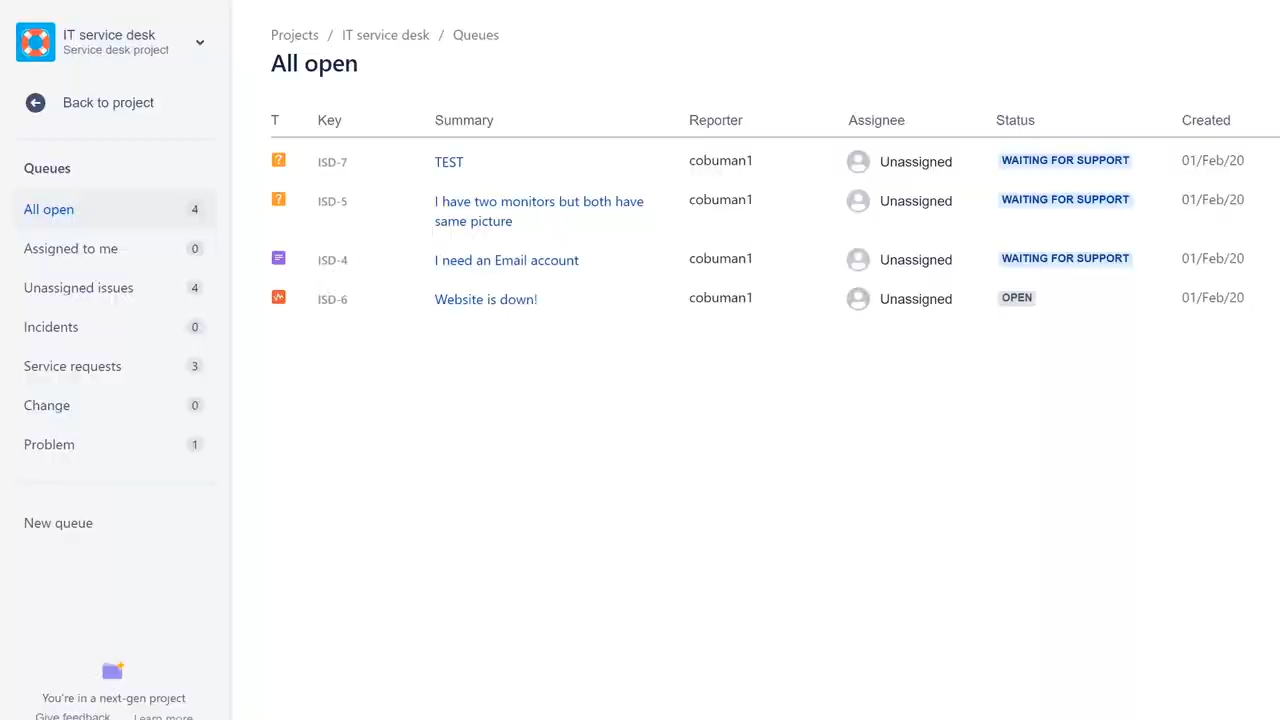 IT service desk
Service desk project
Back to project
Queues
All open 4
Assigned to me 0
Unassigned issues 4
Incidents 0
Service requests 3
Change 0
Problem 1
New queue
You're in a next-gen project
Give feedback Learn more
Projects / IT service desk / Queues
All open
T Key Summary Reporter Assignee Status Created
? ISD-7 TEST cobuman1 Unassigned WAITING FOR SUPPORT 01/Feb/20
? ISD-5 I have two monitors but both have cobuman1 Unassigned WAITING FOR SUPPORT 01/Feb/20
same picture
ISD-4 I need an Email account cobuman1 Unassigned WAITING FOR SUPPORT 01/Feb/20
ISD-6 Website is down! cobuman1 Unassigned OPEN 01/Feb/20